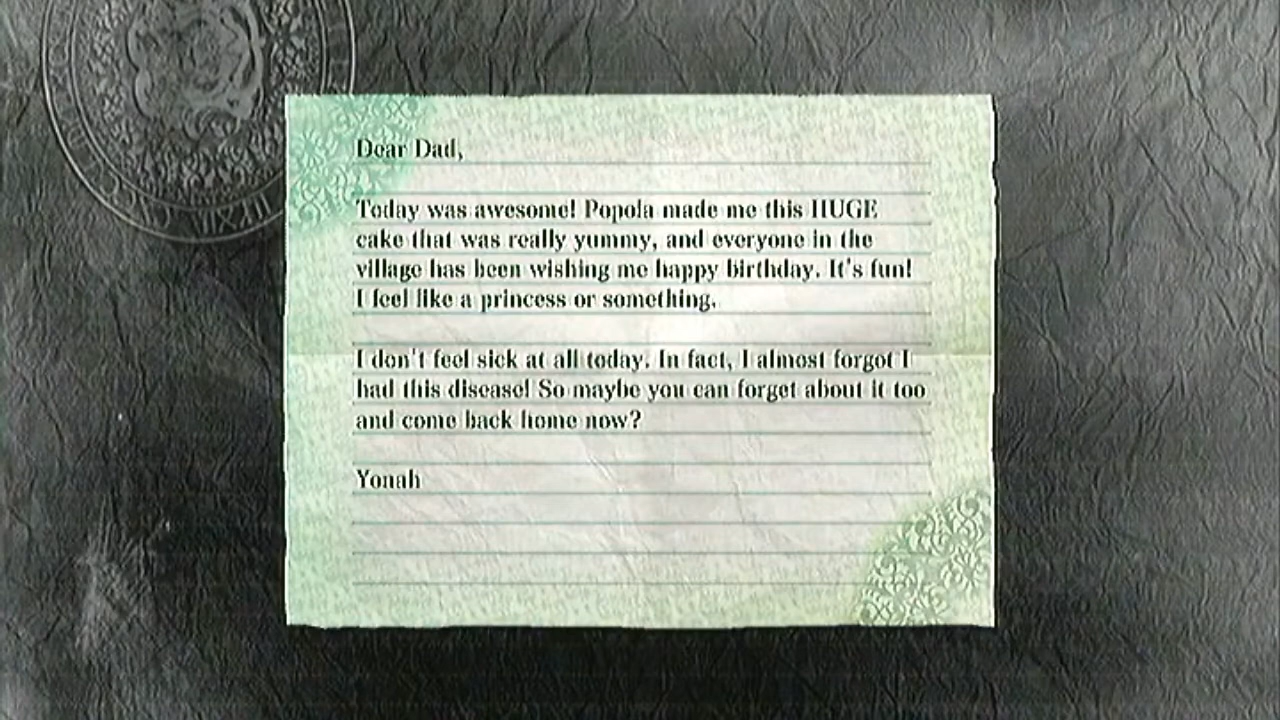 Dear Dad,
Today was awesome! Popola made me this HUGE
cake that was really yummy, and everyone in the
village has been wishing me happy birthday. It's fun!
I feel like a princess or something.
I don't feel sick at all today. In fact, I almost forgot I
had this disease! So maybe you can forget about it too
and come back home now?
Yonah